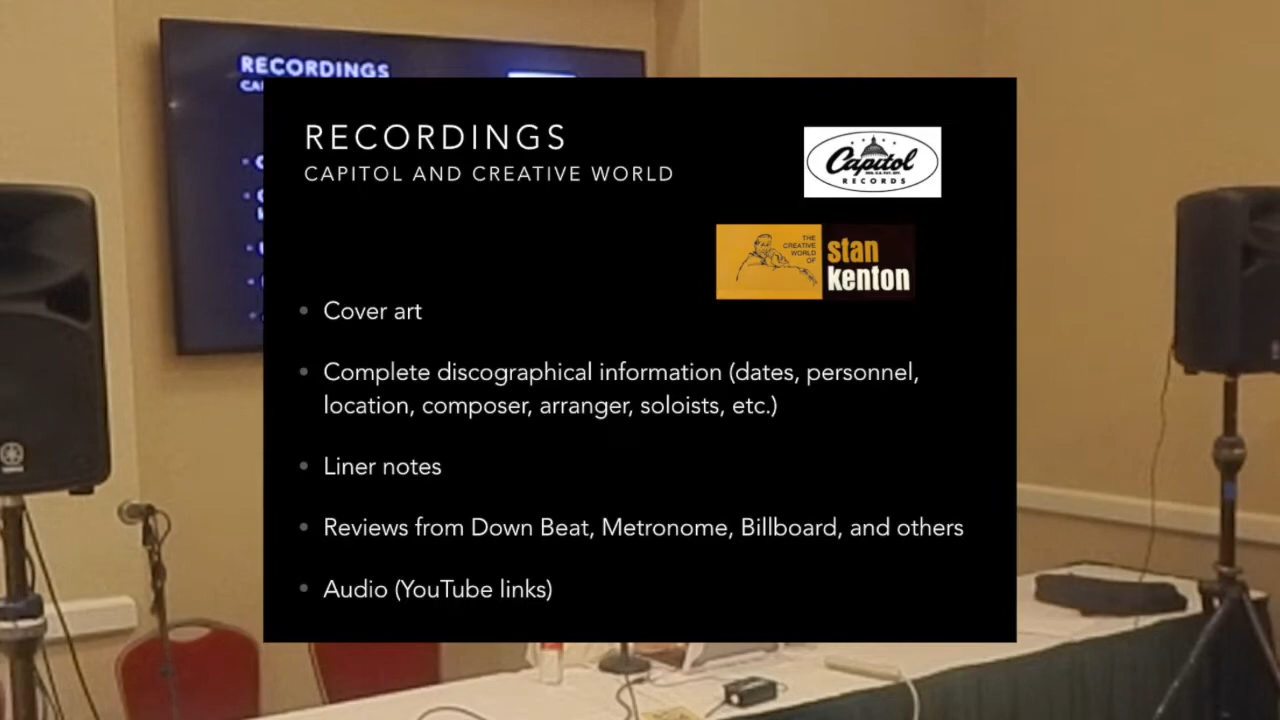 RECORDINGS
RECORDINGS
CAPITOL AND CREATIVE WORLD
Capitol
RECORDS
THE
CREATIVE
WORLD
OF
stan
kenton
• Cover art
• Complete discographical information (dates, personnel,
location, composer, arranger, soloists, etc.)
• Liner notes
• Reviews from Down Beat, Metronome, Billboard, and others
• Audio (YouTube links)